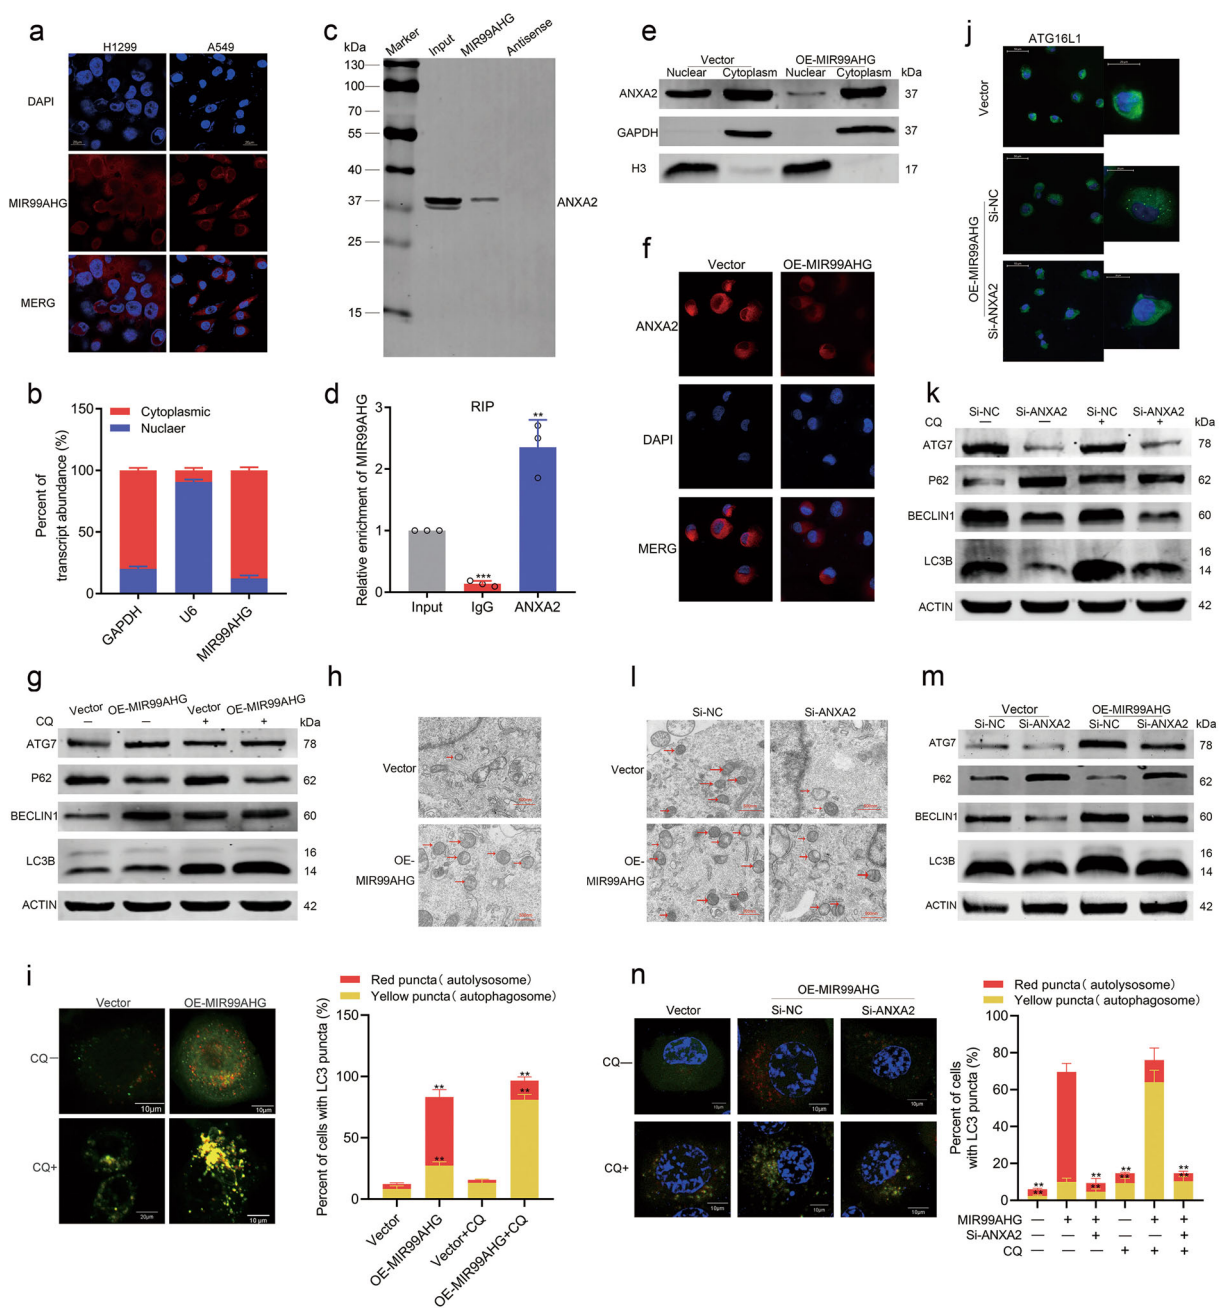 a
H1299 A549
DAPI
MIR99AHG
MERG
b
150
100
50
0
Percent of
transcript abundance (%)
Cytoplasmic
Nuclaer
GAPDH
U6
MIR99AHG
c
kDa Marker Input MIR99AHG Antisense
130
100
70
55
40
37 ANXA2
25
15
d
RIP
Relative enrichment of MIR99AHG
3
2
1
0
***
**
Input IgG ANXA2
e
Vector OE-MIR99AHG
Nuclear Cytoplasm Nuclear Cytoplasm kDa
ANXA2 37
GAPDH 37
H3 17
f
Vector OE-MIR99AHG
ANXA2
DAPI
MERG
j
ATG16L1
Vector
OE-MIR99AHG
Si-NC
Si-ANXA2
k
Si-NC Si-ANXA2 Si-NC Si-ANXA2
CQ — — + + kDa
ATG7 78
P62 62
BECLIN1 60
LC3B 16
14
ACTIN 42
g
Vector OE-MIR99AHG Vector OE-MIR99AHG
CQ — — + + kDa
ATG7 78
P62 62
BECLIN1 60
LC3B 16
14
ACTIN 42
h
Vector
OE-
MIR99AHG
l
Si-NC Si-ANXA2
Vector
OE-
MIR99AHG
m
Vector OE-MIR99AHG
Si-NC Si-ANXA2 Si-NC Si-ANXA2 kDa
ATG7 78
P62 62
BECLIN1 60
LC3B 16
14
ACTIN 42
i
Vector OE-MIR99AHG
CQ—
10μm 10μm
CQ+
20μm 10 μm
Red puncta( autolysosome)
Yellow puncta( autophagosome)
Percent of cells with LC3 puncta (%)
150
100
50
0
**
**
**
**
Vector
OE-MIR99AHG
Vector+CQ
OE-MIR99AHG+CQ
n
OE-MIR99AHG
Vector Si-NC Si-ANXA2
CQ—
10μm 10μm 10μm
CQ+
10μm 10μm 10μm
Red puncta( autolysosome)
Yellow puncta( autophagosome)
Percent of cells
with LC3 puncta (%)
100
80
60
40
20
0
** ** ** **
** ** ** **
MIR99AHG — + + — + +
Si-ANXA2 — — + — — +
CQ — — — + + +